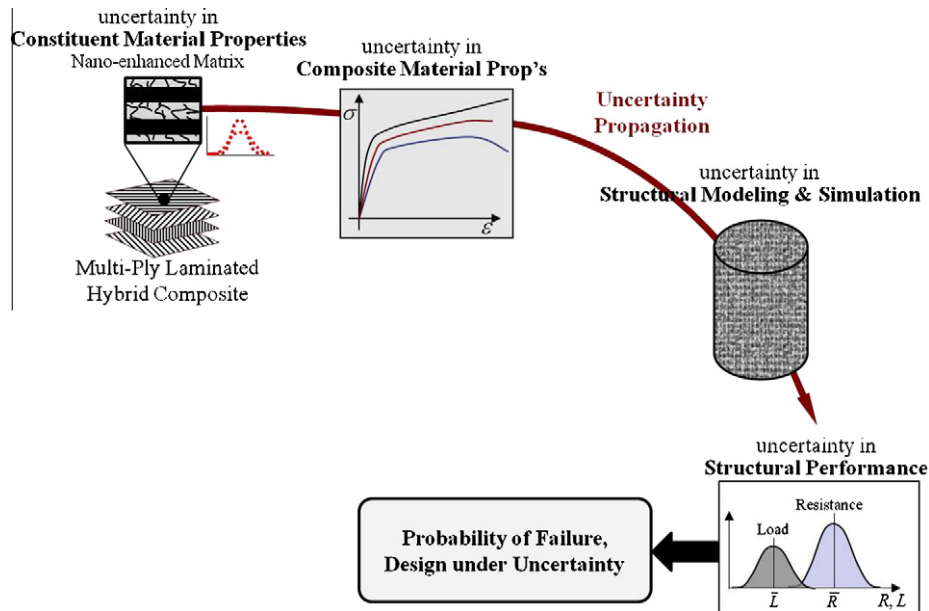 uncertainty in
Constituent Material Properties
Nano-enhanced Matrix
Multi-Ply Laminated
Hybrid Composite
uncertainty in
Composite Material Prop's
σ
ε
Uncertainty
Propagation
uncertainty in
Structural Modeling & Simulation
uncertainty in
Structural Performance
Resistance
Load
L̄
R̄
R, L
Probability of Failure,
Design under Uncertainty